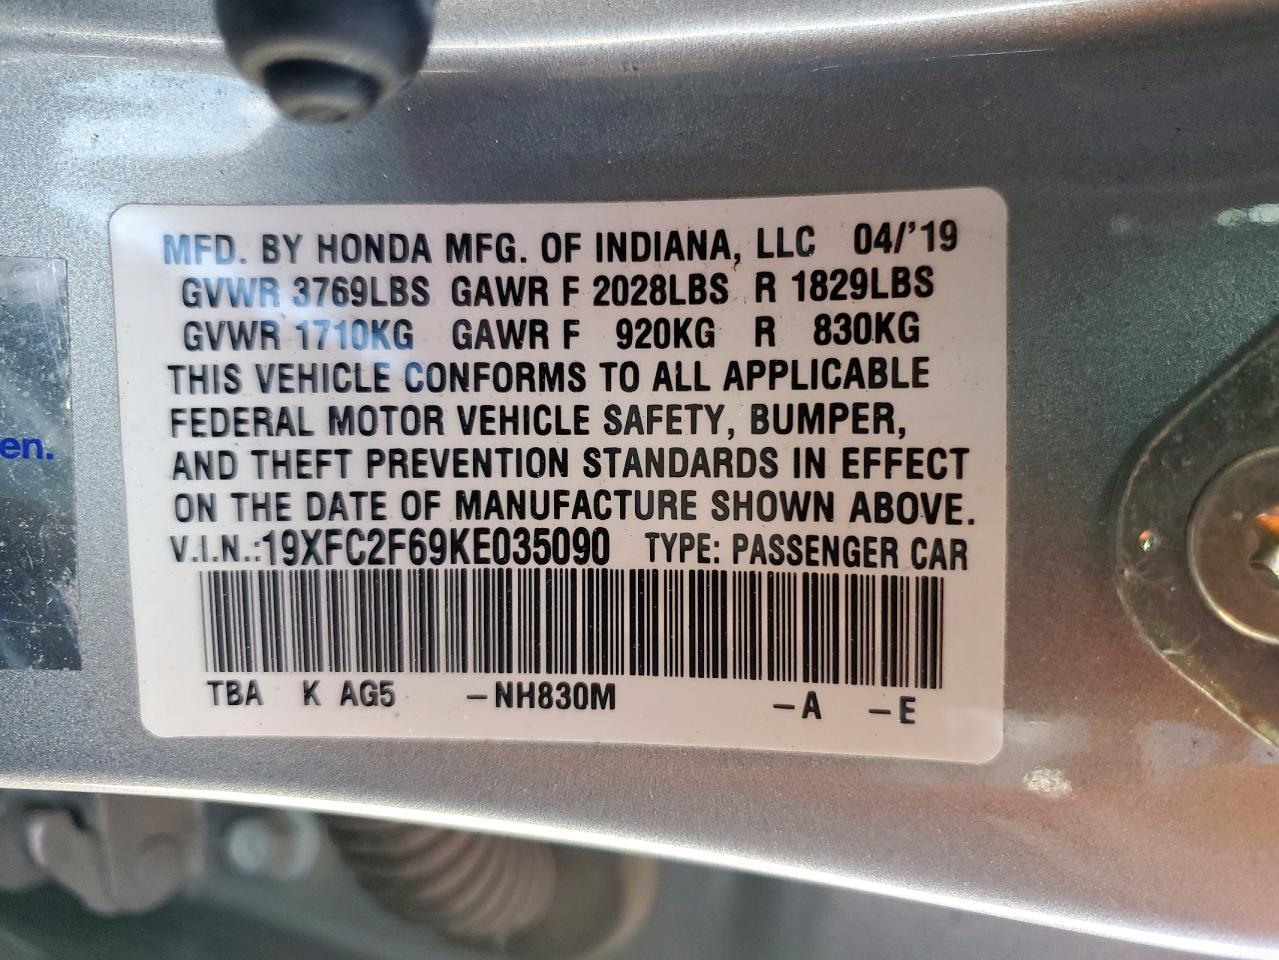 MFD. BY HONDA MFG. OF INDIANA, LLC 04/'19
GVWR 3769LBS GAWR F 2028LBS R 1829LBS
GVWR 1710KG GAWR F 920KG R 830KG
THIS VEHICLE CONFORMS TO ALL APPLICABLE
FEDERAL MOTOR VEHICLE SAFETY, BUMPER,
AND THEFT PREVENTION STANDARDS IN EFFECT
ON THE DATE OF MANUFACTURE SHOWN ABOVE.
V.I.N.:19XFC2F69KE035090 TYPE: PASSENGER CAR
TBA K AG5 –NH830M –A –E
en.